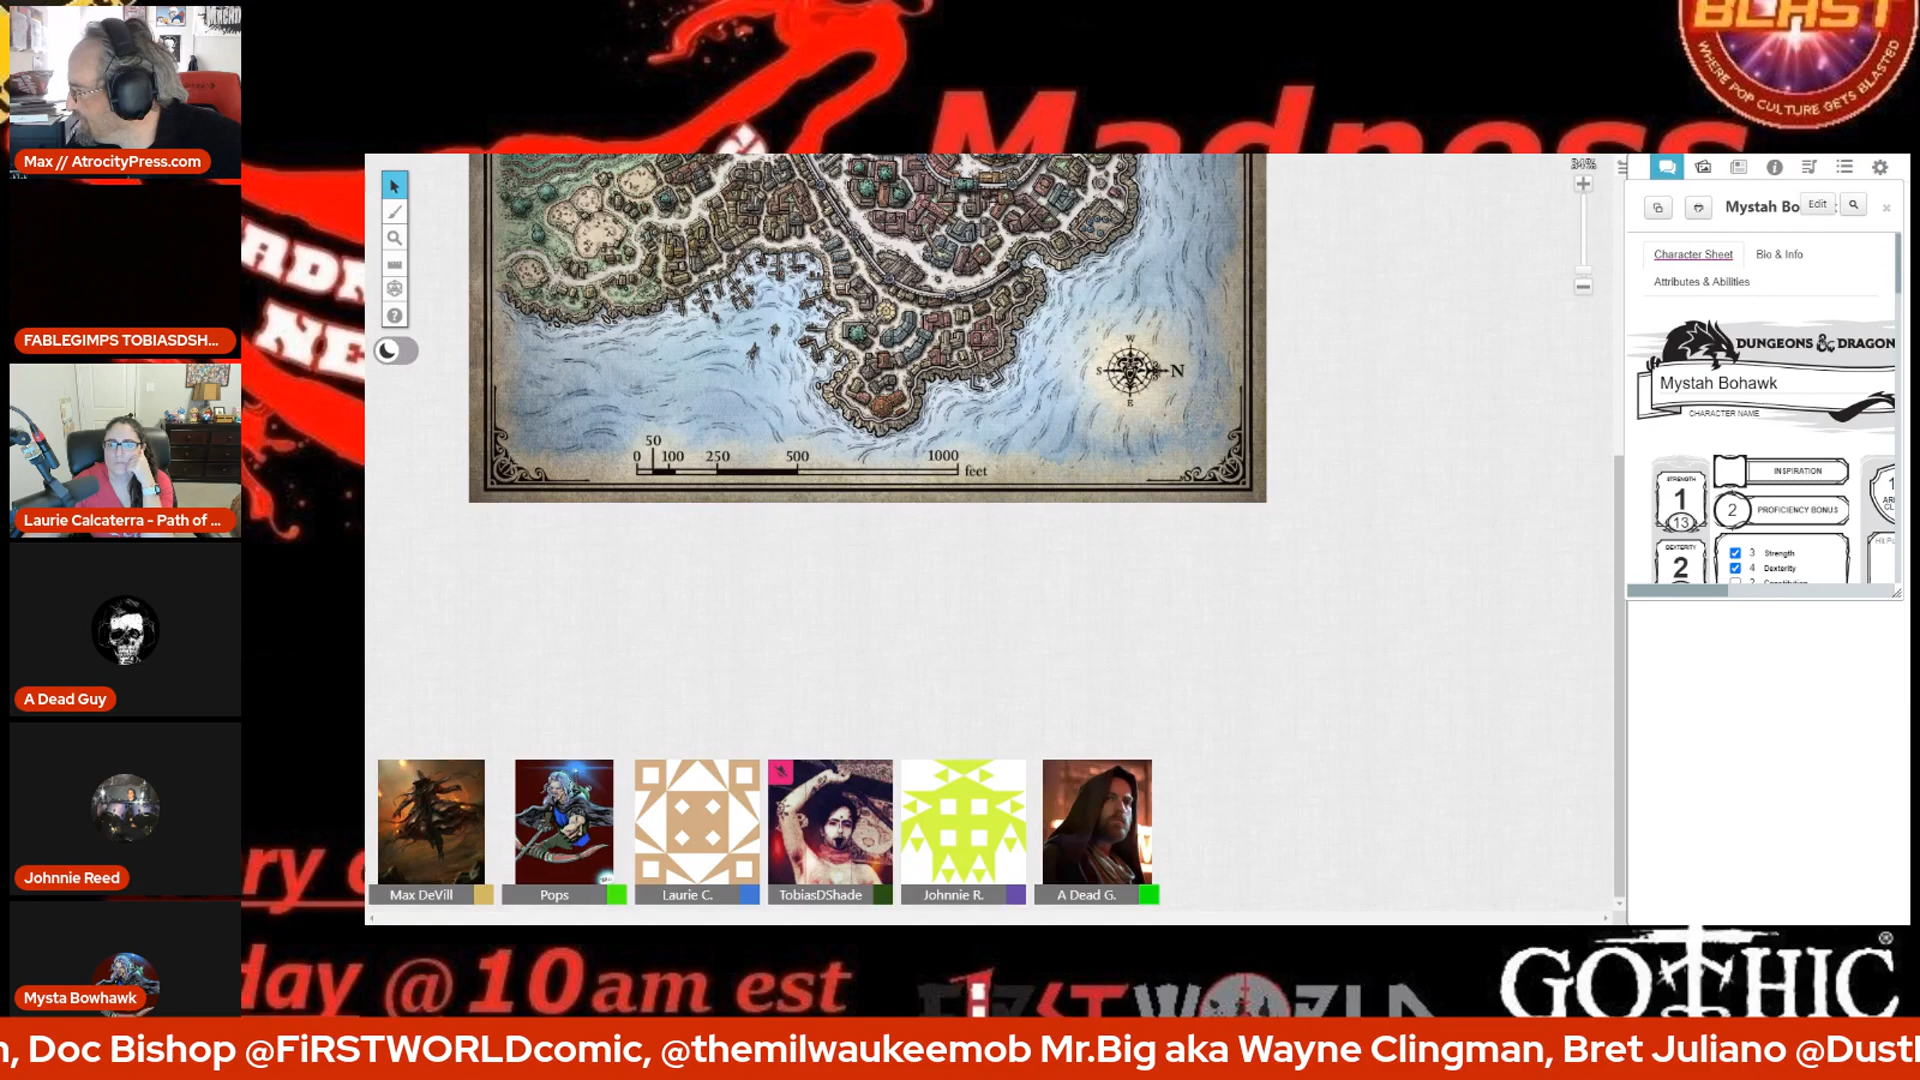 Max // AtrocityPress.com
FABLEGIMPS TOBIASDSH...
Laurie Calcaterra - Path of ...
A Dead Guy
Johnnie Reed
Mysta Bowhawk
Madness
BLAST
WHERE POP CULTURE GETS BLASTED
NE
day @ 10am est
GOTHIC
®
W
S
N
E
50
0 100 250 500 1000
feet
Max DeVill
Pops
Laurie C.
TobiasDShade
Johnnie R.
A Dead G.
Mystah Bo
Edit
Character Sheet
Bio & Info
Attributes & Abilities
DUNGEONS & DRAGON
Mystah Bohawk
CHARACTER NAME
STRENGTH
1
13
INSPIRATION
2 PROFICIENCY BONUS
DEXTERITY
2
3 Strength
4 Dexterity
n, Doc Bishop @FiRSTWORLDcomic, @themilwaukeemob Mr.Big aka Wayne Clingman, Bret Juliano @Dust